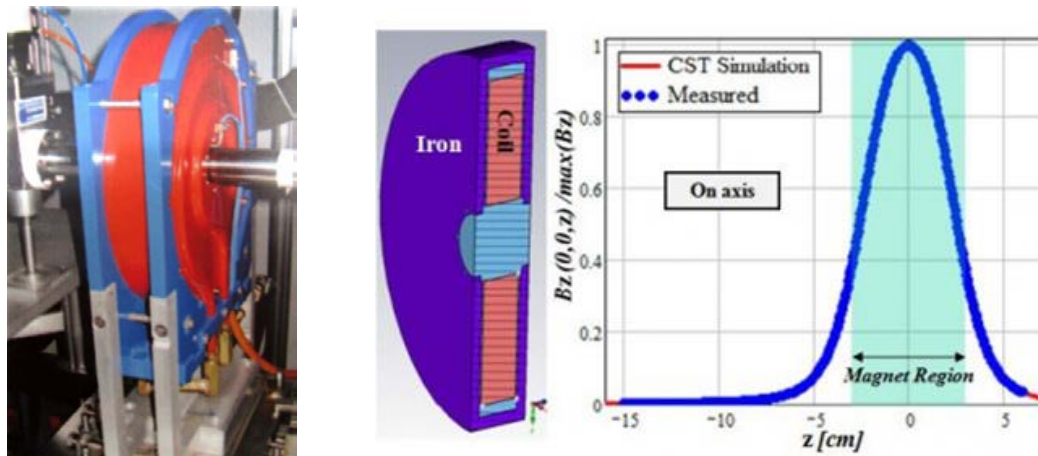 Iron
Coil
Bz (0,0,z) /max(Bz)
1
0.8
0.6
0.4
0.2
0
CST Simulation
Measured
On axis
Magnet Region
−15
−10
−5
0
5
z [cm]